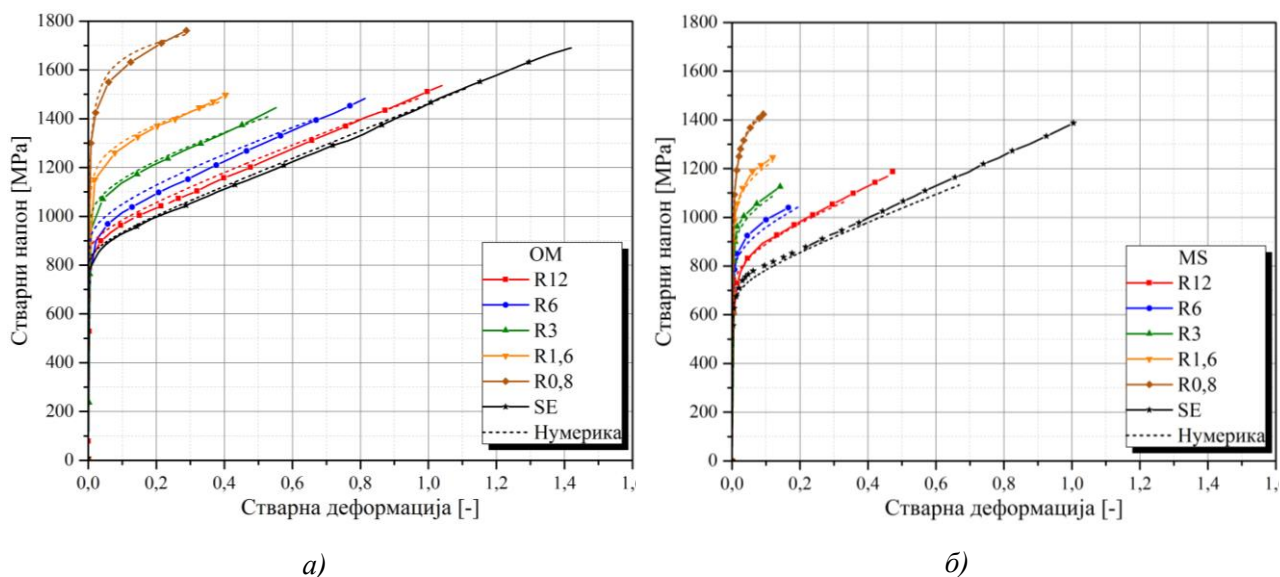 1800
1600
1400
1200
1000
800
600
400
200
0
Стварни напон [MPa]
OM
R12
R6
R3
R1,6
R0,8
SE
Нумерика
0,0 0,2 0,4 0,6 0,8 1,0 1,2 1,4 1,
Стварна деформација [-]
а)
1800
1600
1400
1200
1000
800
600
400
200
0
Стварни напон [MPa]
MS
R12
R6
R3
R1,6
R0,8
SE
Нумерика
0,0 0,2 0,4 0,6 0,8 1,0 1,2 1,4 1,6
Стварна деформација [-]
б)